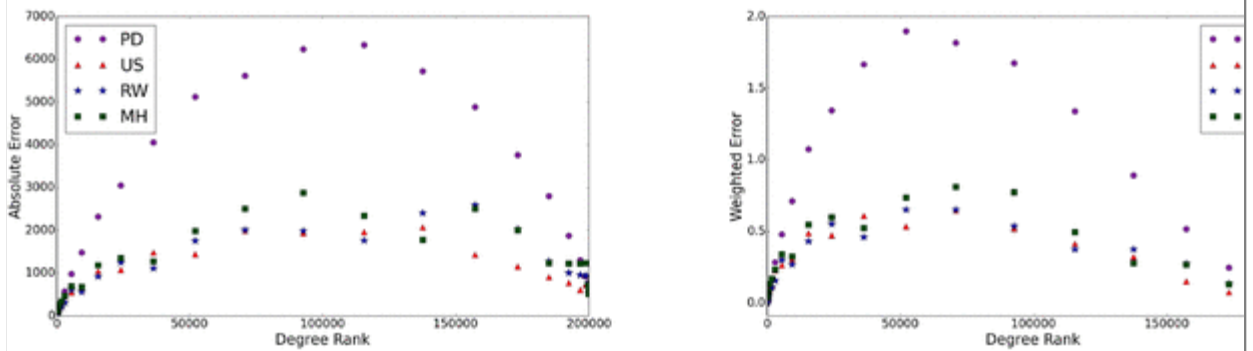 7000
6000
5000
4000
3000
2000
1000
0
Absolute Error
PD
US
RW
MH
0 50000 100000 150000 200000
Degree Rank
2.0
1.5
1.0
0.5
0.0
Weighted Error
0 50000 100000 150000
Degree Rank